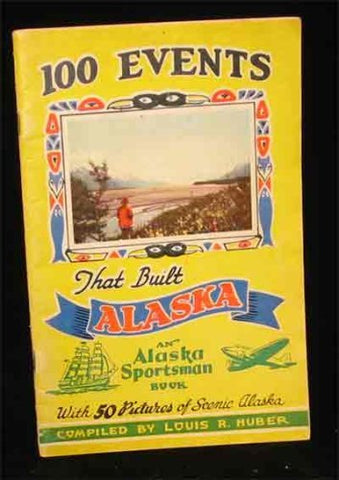 100 EVENTS
That Built
ALASKA
AN
Alaska
Sportsman
BOOK
With 50 Pictures of Scenic Alaska
COMPILED BY LOUIS R. HUBER